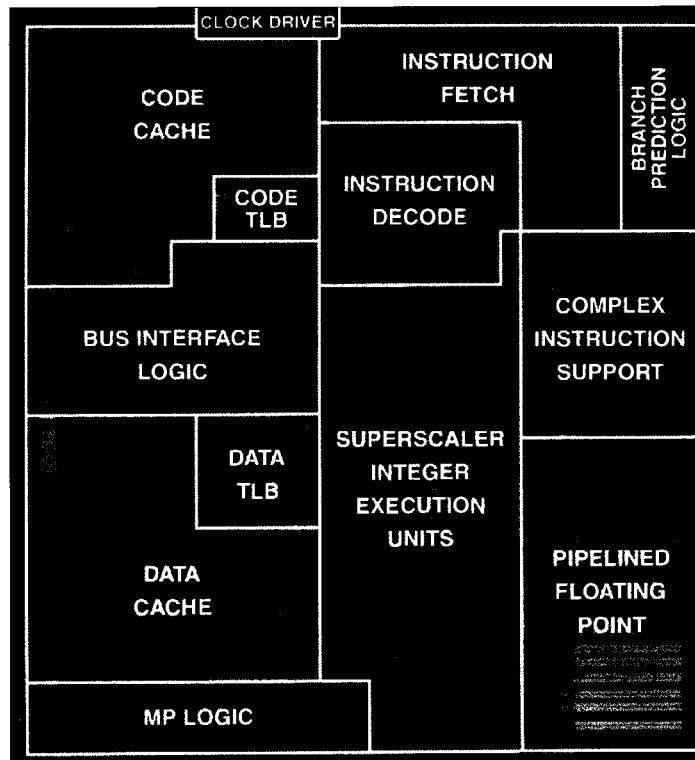 CLOCK DRIVER
CODE
CACHE
INSTRUCTION
FETCH
BRANCH
PREDICTION
LOGIC
CODE
TLB
INSTRUCTION
DECODE
BUS INTERFACE
LOGIC
COMPLEX
INSTRUCTION
SUPPORT
DATA
TLB
SUPERSCALER
INTEGER
EXECUTION
UNITS
DATA
CACHE
PIPELINED
FLOATING
POINT
MP LOGIC